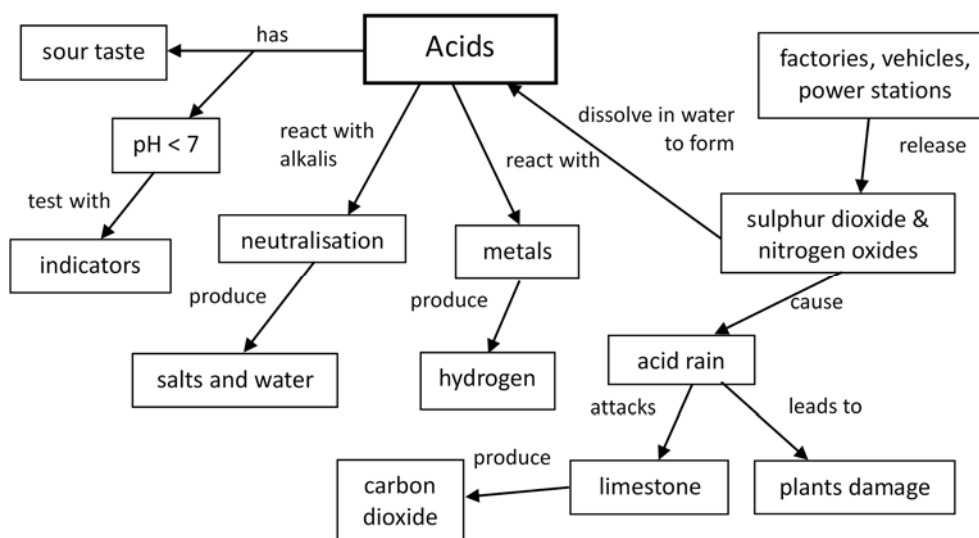 has
Acids
sour taste
factories, vehicles,
power stations
pH < 7
react with
alkalis
dissolve in water
to form
react with
release
test with
neutralisation
metals
sulphur dioxide &
nitrogen oxides
indicators
produce
produce
cause
salts and water
hydrogen
acid rain
attacks
leads to
produce
carbon
dioxide
limestone
plants damage